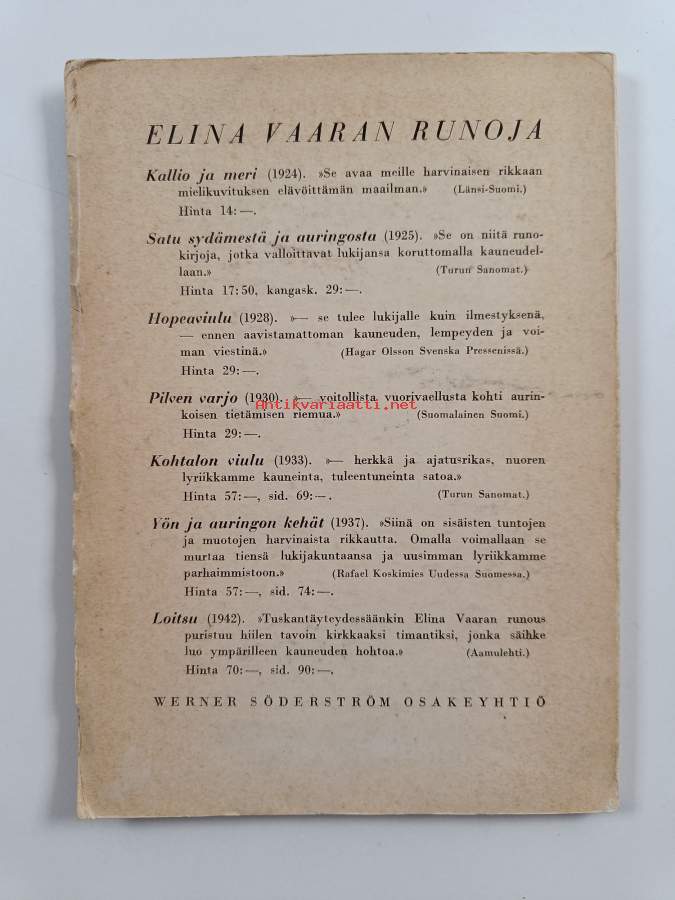 ELINA VAARAN RUNOJA
Kallio ja meri (1924). »Se avaa meille harvinaisen rikkaan
mielikuvituksen elävöittämän maailman.» (Länsi-Suomi.)
Hinta 14:—.
Satu sydämestä ja auringosta (1925). »Se on niitä runo-
kirjoja, jotka valloittavat lukijansa koruttomalla kauneudel-
laan.» (Turun Sanomat.)
Hinta 17:50, kangask. 29:—.
Hopeaviulu (1928). »— se tulee lukijalle kuin ilmestyksenä,
— ennen aavistamattoman kauneuden, lempeyden ja voi-
man viestinä.» (Hagar Olsson Svenska Pressenissä.)
Hinta 29:—.
Pilven varjo (1930). »— voitollista vuorivaellusta kohti aurin-
Antikvariaatti.net
koisen tietämisen riemua.» (Suomalainen Suomi.)
Hinta 29:—.
Kohtalon viulu (1933). »— herkkä ja ajatusrikas, nuoren
lyriikkamme kauneinta, tuleentuneinta satoa.»
Hinta 57:—, sid. 69:—. (Turun Sanomat.)
Yön ja auringon kehät (1937). »Siinä on sisäisten tuntojen
ja muotojen harvinaista rikkautta. Omalla voimallaan se
murtaa tiensä lukijakuntaansa ja uusimman lyriikkamme
parhaimmistoon.» (Rafael Koskimies Uudessa Suomessa.)
Hinta 57:—, sid. 74:—.
Loitsu (1942). »Tuskantäyteydessäänkin Elina Vaaran runous
puristuu hiilen tavoin kirkkaaksi timantiksi, jonka säihke
luo ympärilleen kauneuden hohtoa.» (Aamulehti.)
Hinta 70:—, sid. 90:—.
WERNER SÖDERSTRÖM OSAKEYHTIÖ